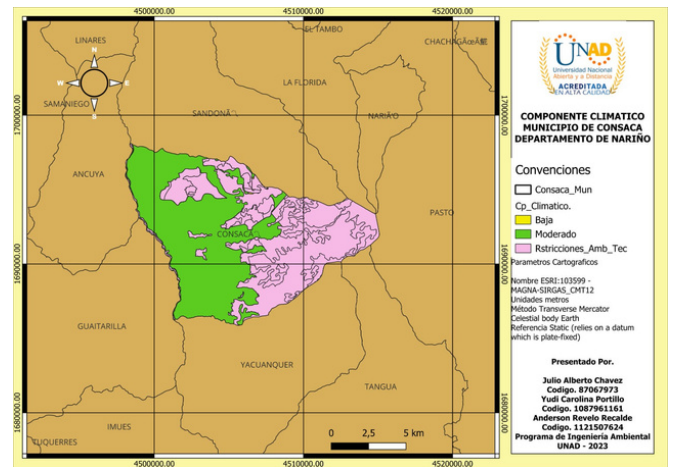 4500000.00 4510000.00 4520000.00
LINARES
EL TAMBO
N
W E
S
LA FLORIDA
SAMANIEGO
SANDONÃ
NARIÃ'O
1700000.00 1700000.00
ANCUYA
PASTO
CONSACA
1690000.00 1690000.00
GUAITARILLA
YACUANQUER
TANGUA
IMUES
TUQUERRES
1680000.00 1680000.00
0 2,5 5 km
4500000.00 4510000.00 4520000.00
UNAD
Universidad Nacional
Abierta y a Distancia
ACREDITADA
EN ALTA CALIDAD
COMPONENTE CLIMATICO
MUNICIPIO DE CONSACA
DEPARTAMENTO DE NARIÑO
Convenciones
Consaca_Mun
Cp_Climatico.
Baja
Moderado
Rstricciones_Amb_Tec
Parametros Cartograficos
Nombre ESRI:103599 -
MAGNA-SIRGAS_CMT12
Unidades metros
Método Transverse Mercator
Celestial body Earth
Referencia Static (relies on a datum
which is plate-fixed)
Presentado Por.
Julio Alberto Chavez
Codigo. 87067973
Yudi Carolina Portillo
Codigo. 1087961161
Anderson Revelo Recalde
Codigo. 1121507624
Programa de Ingeniería Ambiental
UNAD - 2023